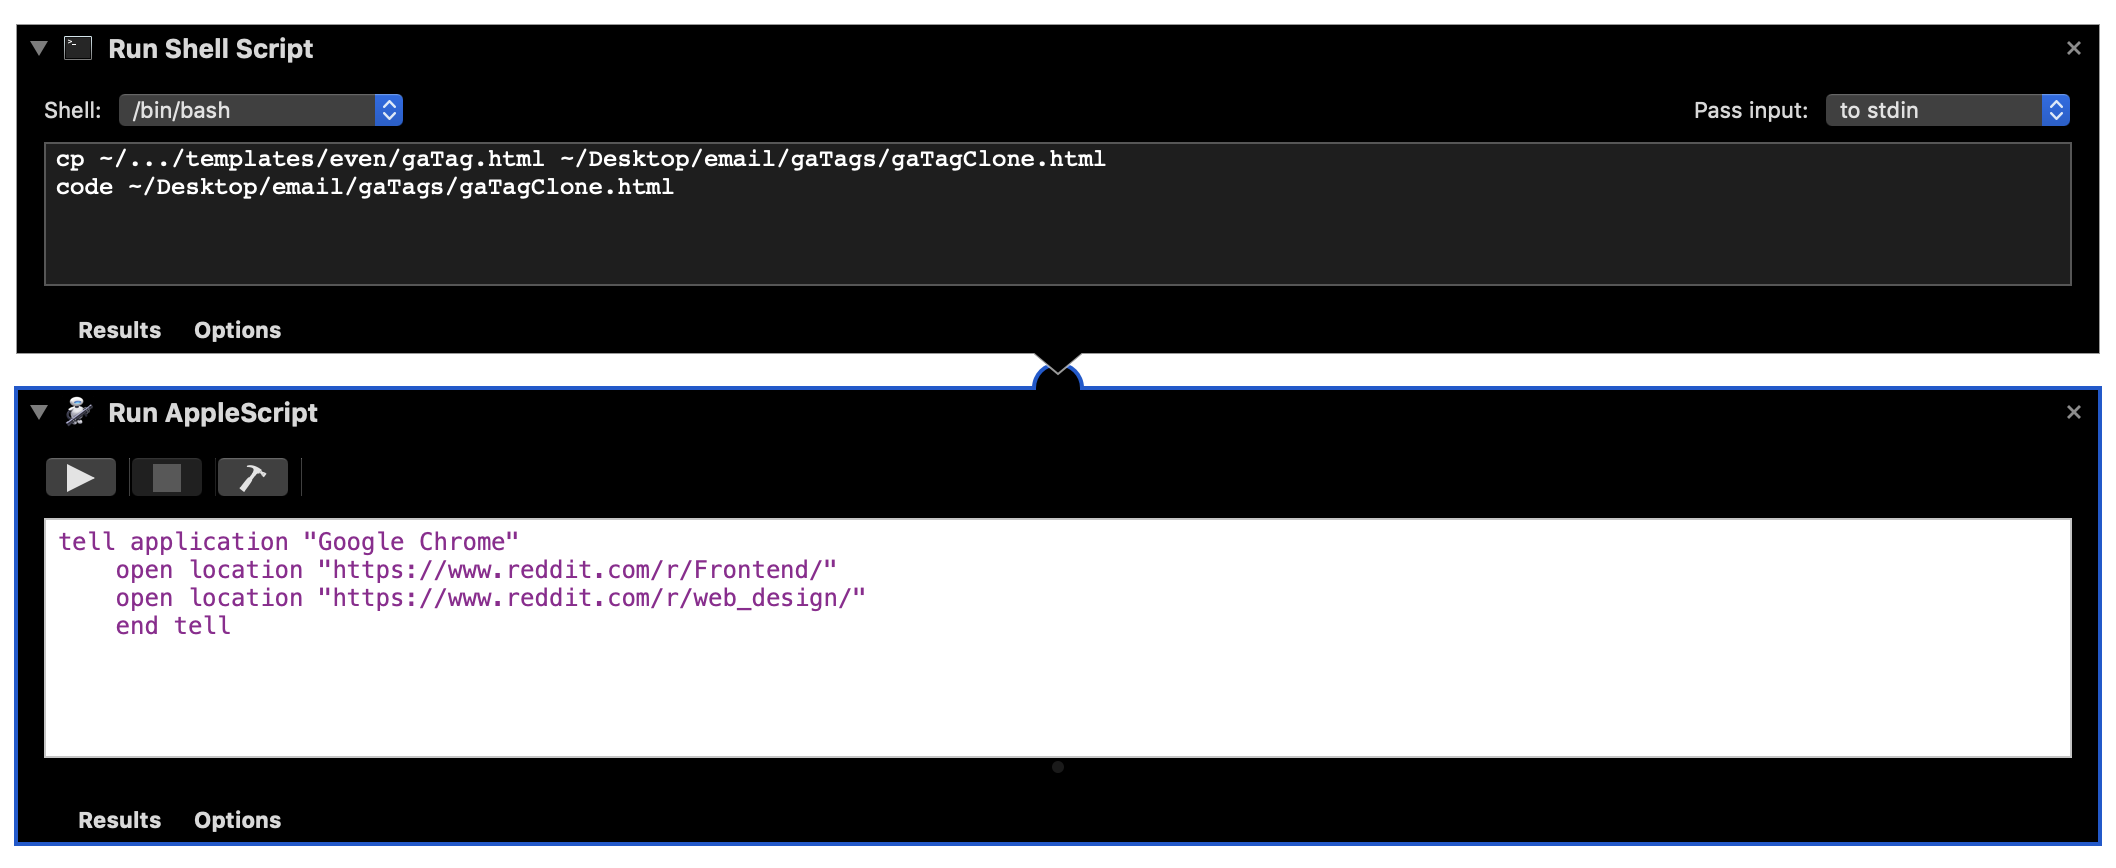 Run Shell Script
Shell: /bin/bash Pass input: to stdin
cp ~/.../templates/even/gaTag.html ~/Desktop/email/gaTags/gaTagClone.html
code ~/Desktop/email/gaTags/gaTagClone.html
Results Options
Run AppleScript
tell application "Google Chrome"
open location "https://www.reddit.com/r/Frontend/"
open location "https://www.reddit.com/r/web_design/"
end tell
Results Options